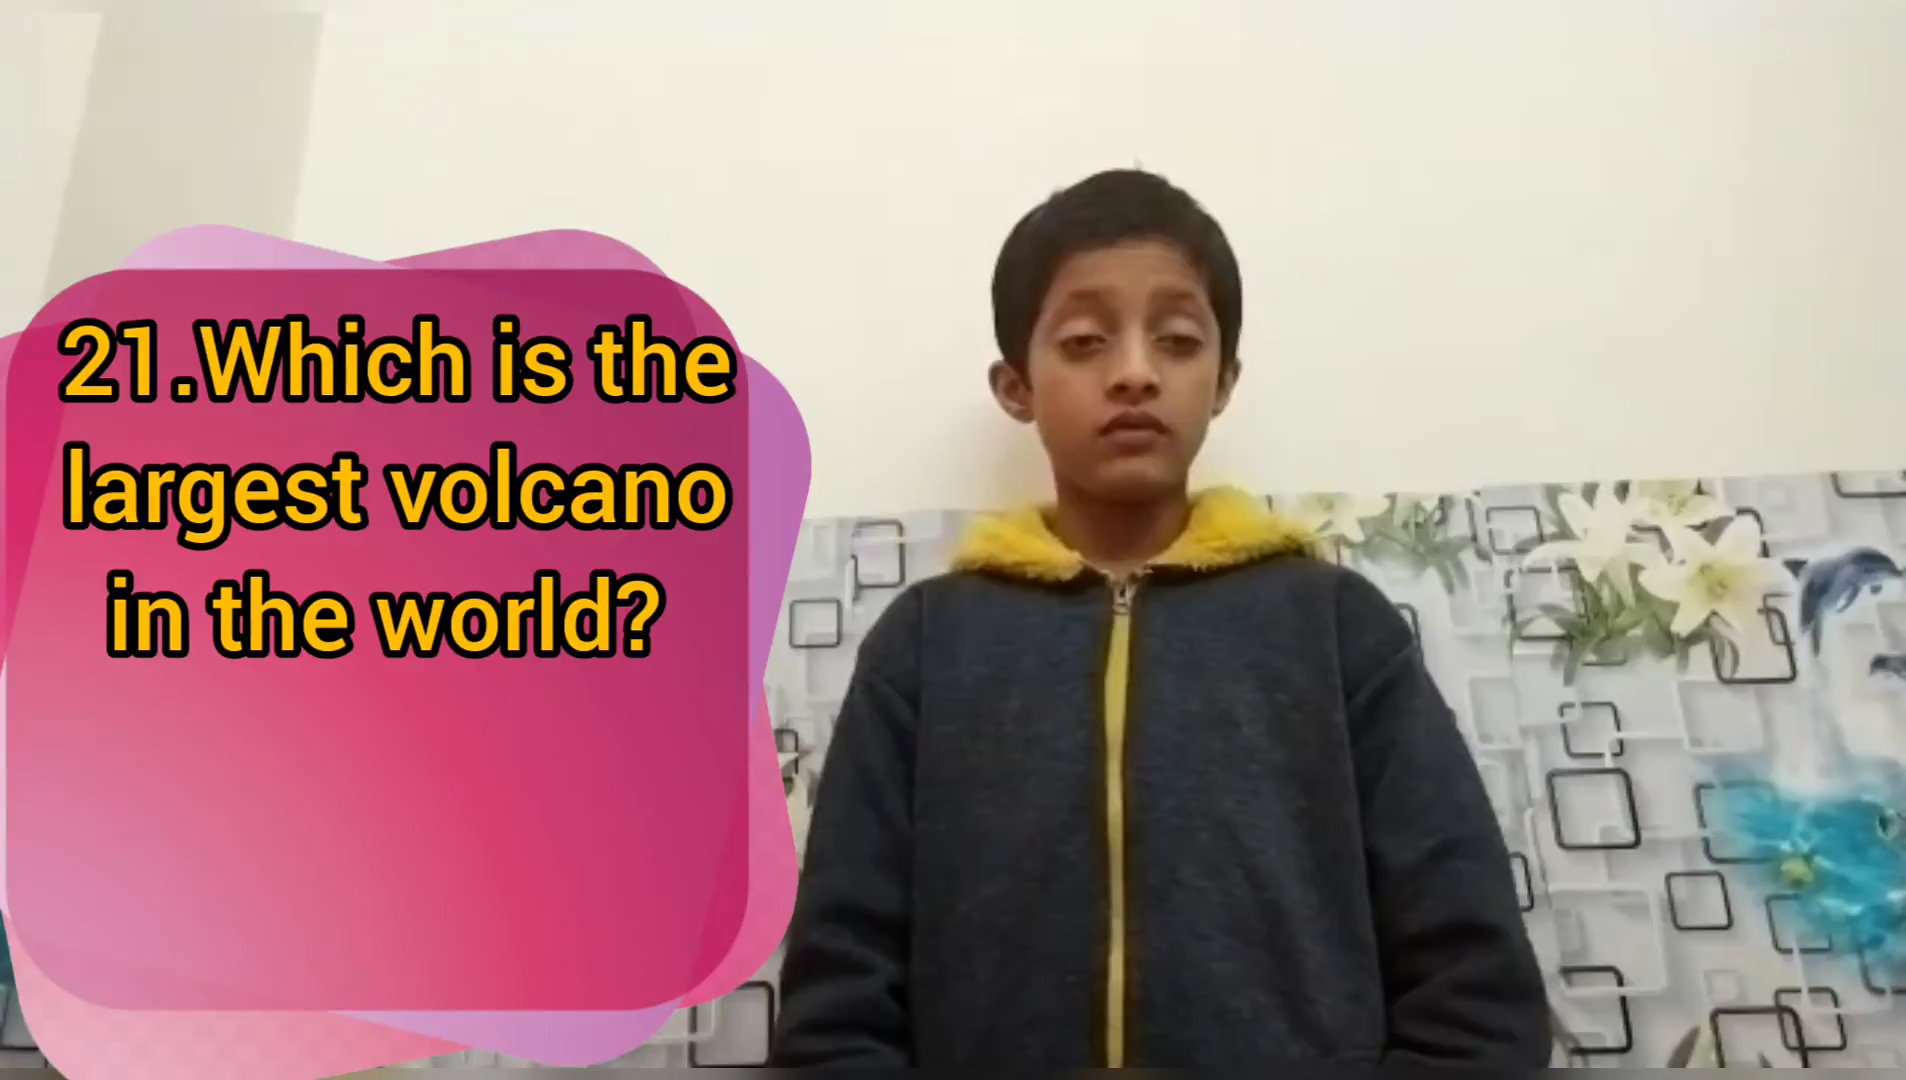 21.Which is the
largest volcano
in the world?